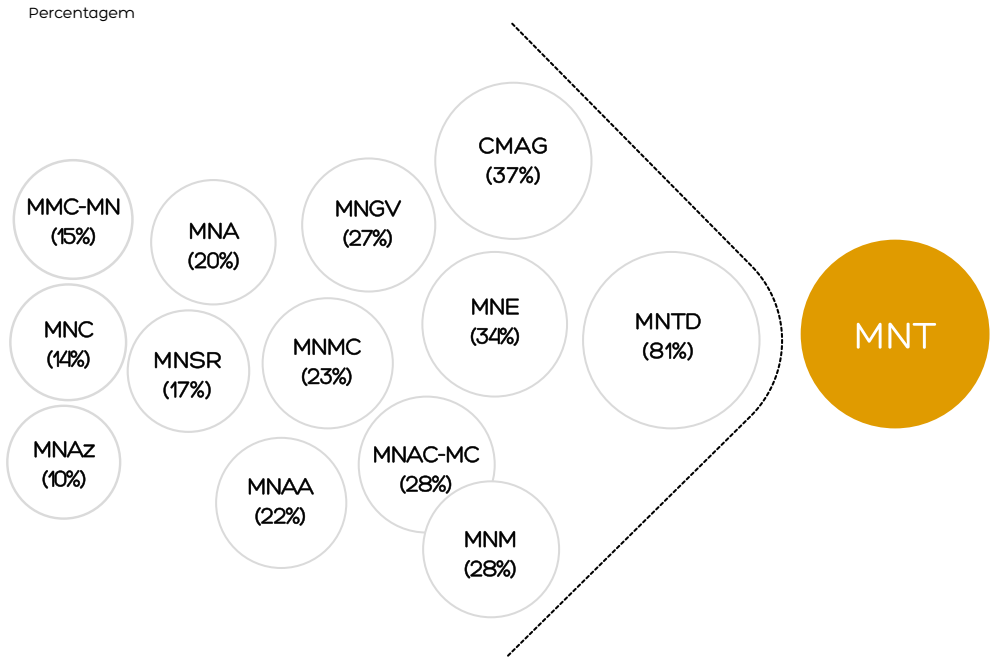 Percentagem
CMAG
(37%)
MMC-MN
(15%)
MNA
(20%)
MNGV
(27%)
MNE
(34%)
MNTD
(81%)
MNT
MNC
(14%)
MNSR
(17%)
MNMC
(23%)
MNAz
(10%)
MNAA
(22%)
MNAC-MC
(28%)
MNM
(28%)